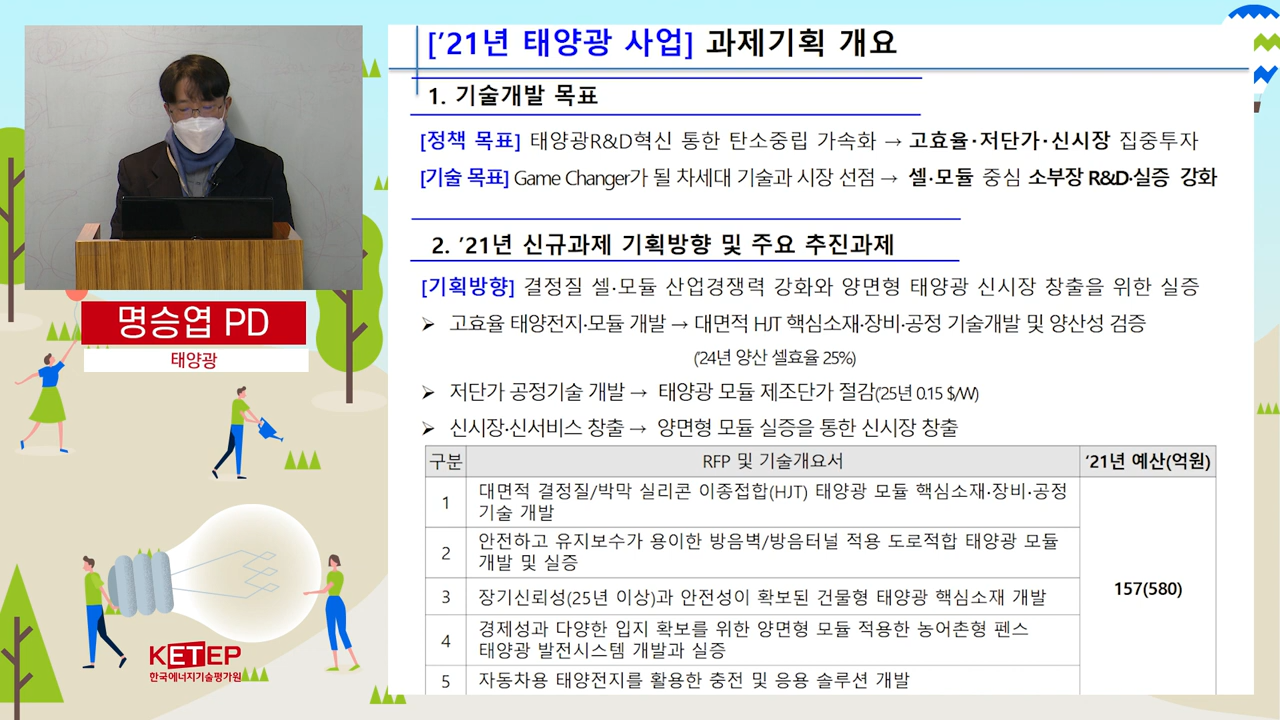 ['21년 태양광 사업] 과제기획 개요
1. 기술개발 목표
[정책 목표] 태양광R&D혁신 통한 탄소중립 가속화 → 고효율·저단가·신시장 집중투자
[기술 목표] Game Changer가 될 차세대 기술과 시장 선점 → 셀·모듈 중심 소부장 R&D·실증 강화
2. '21년 신규과제 기획방향 및 주요 추진과제
[기획방향] 결정질 셀·모듈 산업경쟁력 강화와 양면형 태양광 신시장 창출을 위한 실증
➢ 고효율 태양전지·모듈 개발 → 대면적 HJT 핵심소재·장비·공정 기술개발 및 양산성 검증
('24년 양산 셀효율 25%)
➢ 저단가 공정기술 개발 → 태양광 모듈 제조단가 절감('25년 0.15 $/W)
➢ 신시장·신서비스 창출 → 양면형 모듈 실증을 통한 신시장 창출
구분 RFP 및 기술개요서 '21년 예산(억원)
1 대면적 결정질/박막 실리콘 이종접합(HJT) 태양광 모듈 핵심소재·장비·공정
기술 개발
2 안전하고 유지보수가 용이한 방음벽/방음터널 적용 도로적합 태양광 모듈
개발 및 실증
3 장기신뢰성(25년 이상)과 안전성이 확보된 건물형 태양광 핵심소재 개발
157(580)
4 경제성과 다양한 입지 확보를 위한 양면형 모듈 적용한 농어촌형 펜스
태양광 발전시스템 개발과 실증
5 자동차용 태양전지를 활용한 충전 및 응용 솔루션 개발
명승엽 PD
태양광
KETEP
한국에너지기술평가원